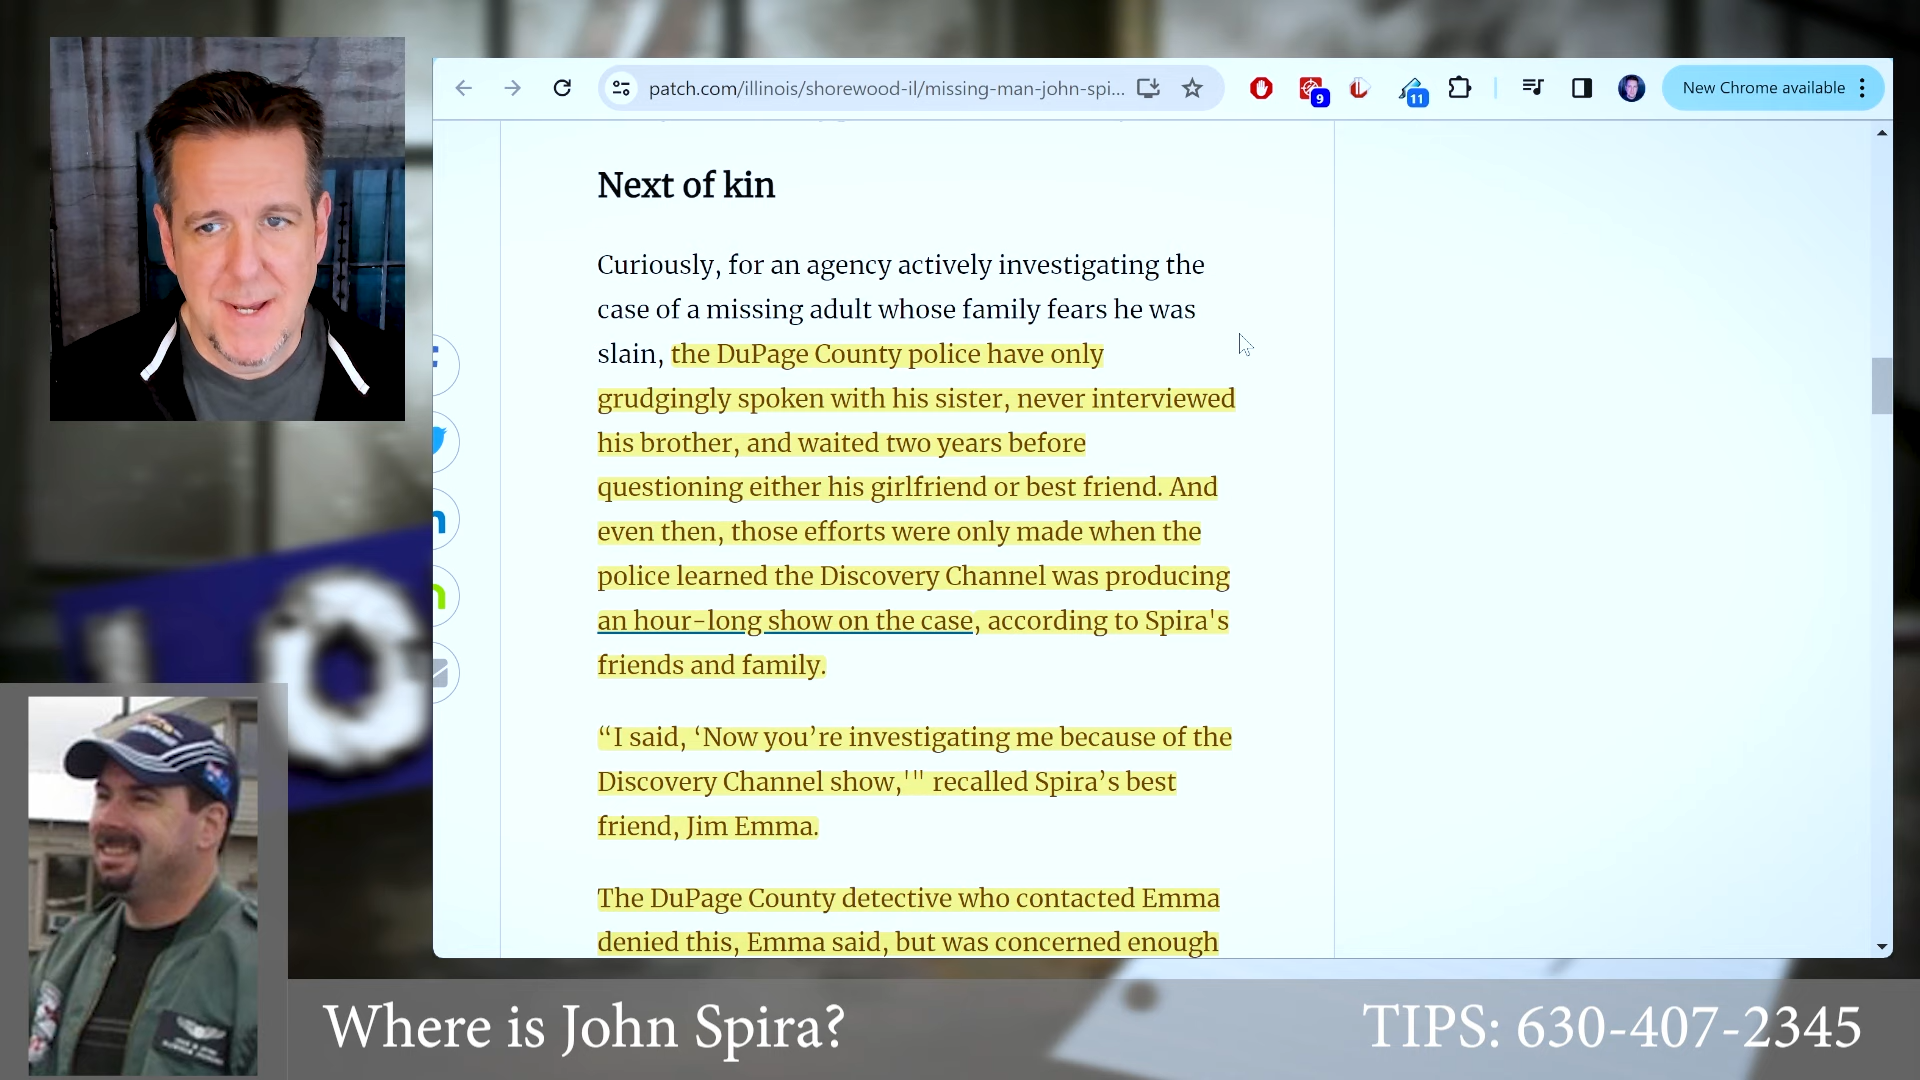 patch.com/illinois/shorewood-il/missing-man-john-spi...
9
11
New Chrome available
Next of kin
Curiously, for an agency actively investigating the
case of a missing adult whose family fears he was
slain, the DuPage County police have only
grudgingly spoken with his sister, never interviewed
his brother, and waited two years before
questioning either his girlfriend or best friend. And
even then, those efforts were only made when the
police learned the Discovery Channel was producing
an hour-long show on the case, according to Spira's
friends and family.
“I said, ‘Now you’re investigating me because of the
Discovery Channel show,'" recalled Spira’s best
friend, Jim Emma.
The DuPage County detective who contacted Emma
denied this, Emma said, but was concerned enough
Where is John Spira?
TIPS: 630-407-2345